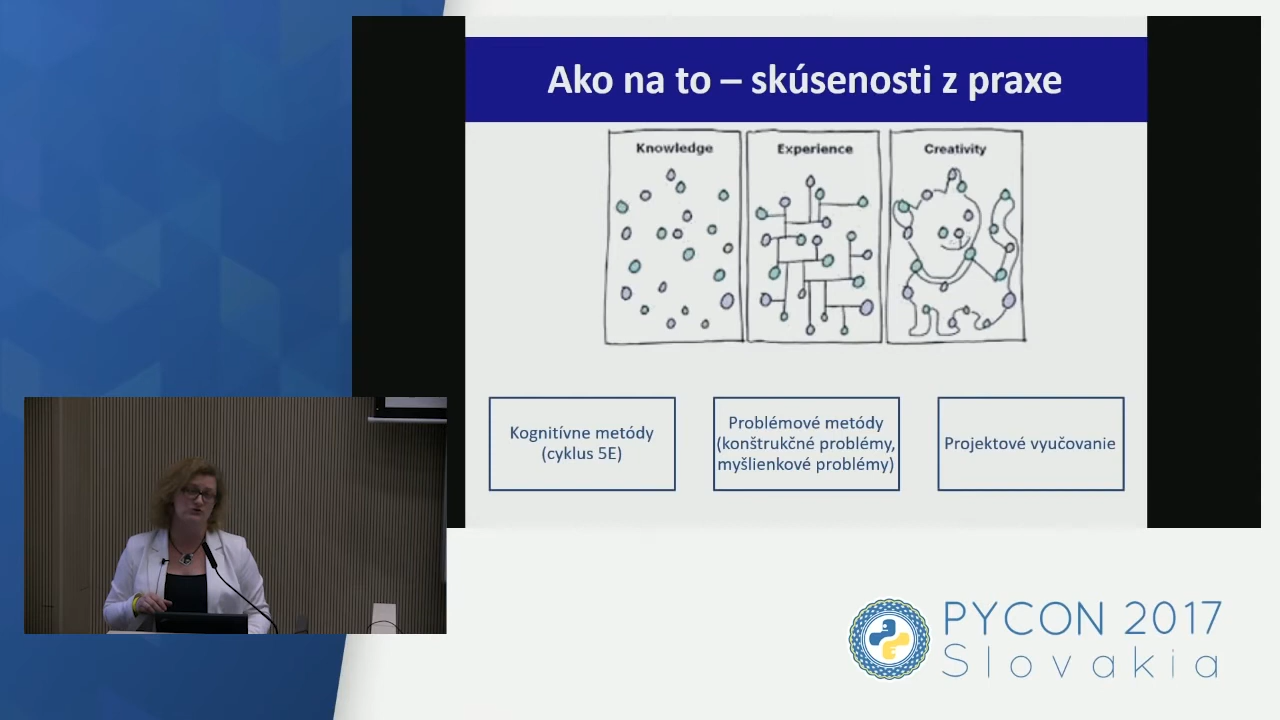 Ako na to – skúsenosti z praxe
Knowledge
Experience
Creativity
Kognitívne metódy
(cyklus 5E)
Problémové metódy
(konštrukčné problémy,
myšlienkové problémy)
Projektové vyučovanie
PYCON 2017
Slovakia